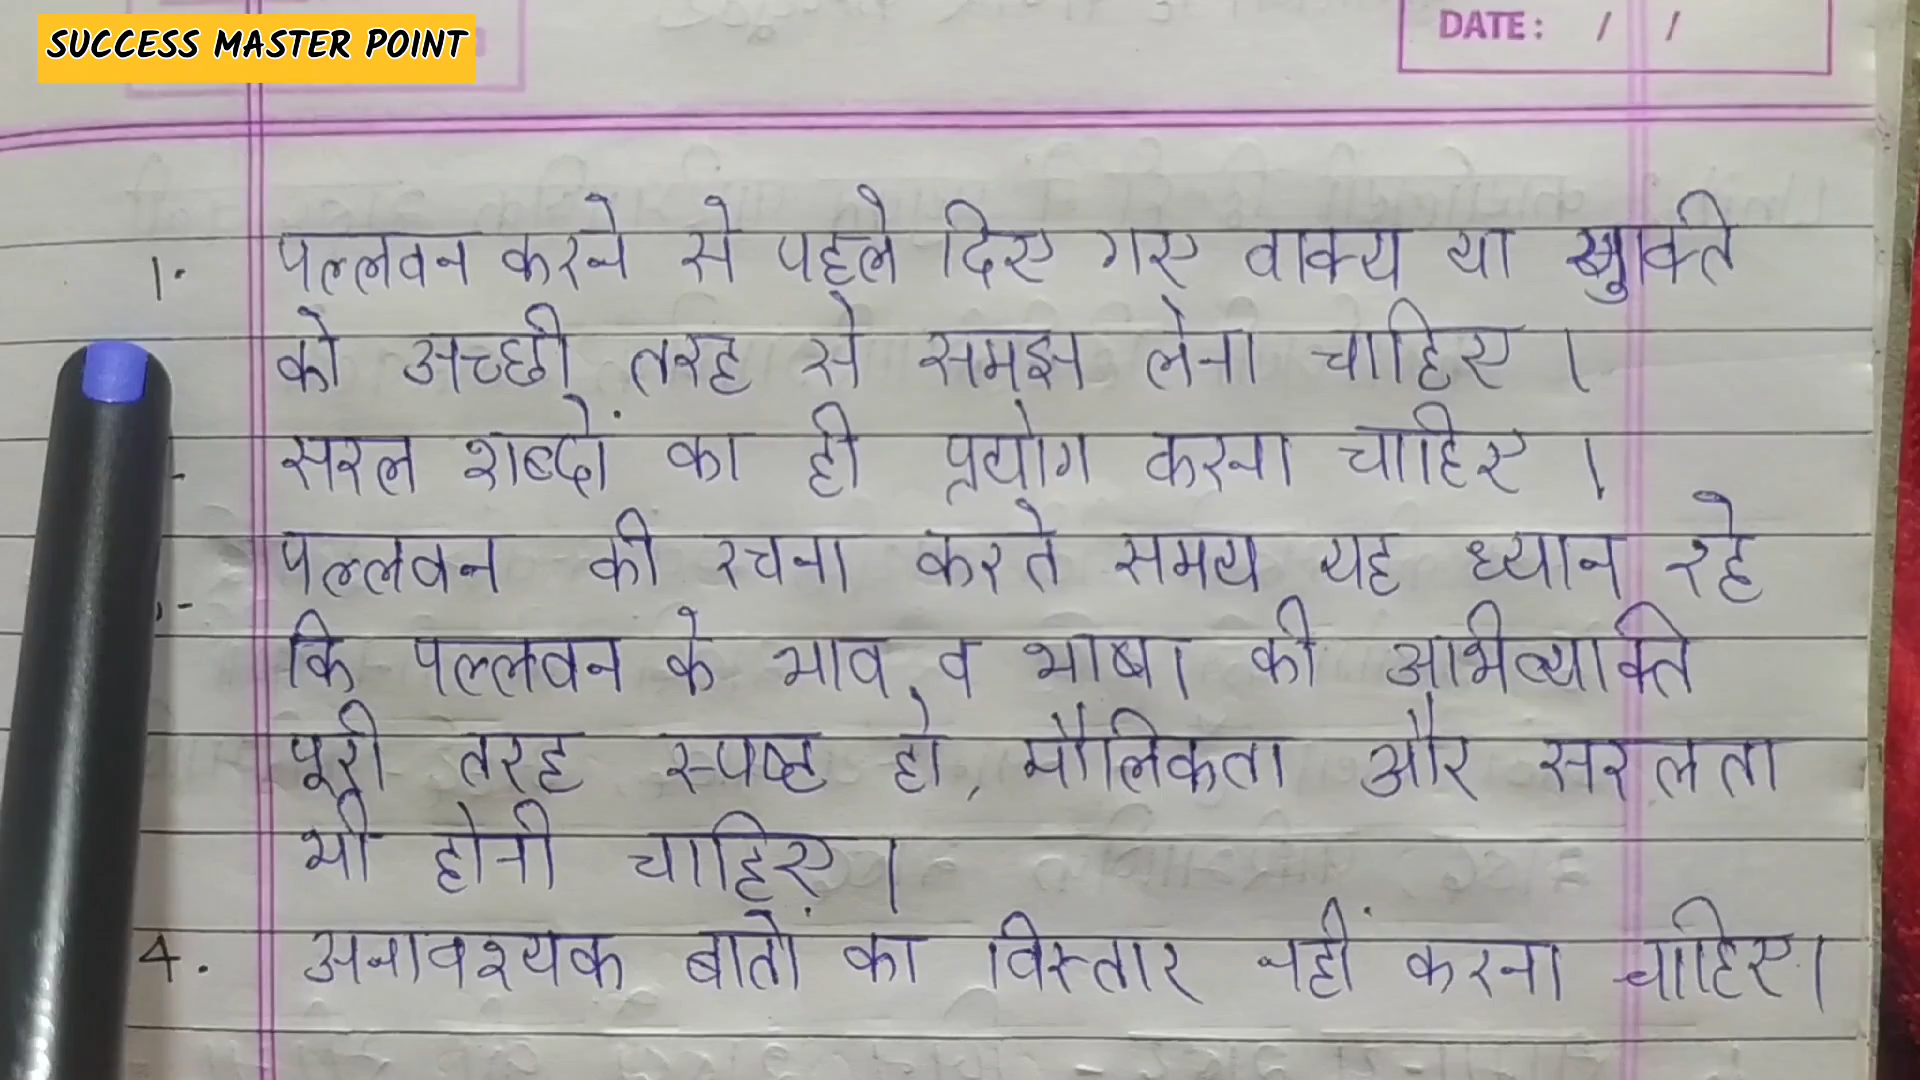 SUCCESS MASTER POINT
DATE: / /
1. पल्लवन करने से पहले दिए गए वाक्य या सुक्ति
को अच्छी तरह से समझ लेना चाहिए ।
- सरल शब्दों का ही प्रयोग करना चाहिए ।
- पल्लवन की रचना करते समय यह ध्यान रहे
कि पल्लवन के भाव व भाषा की अभिव्यक्ति
पूरी तरह स्पष्ट हो, मौलिकता और सरलता
भी होनी चाहिए ।
4. अनावश्यक बातों का विस्तार नहीं करना चाहिए ।